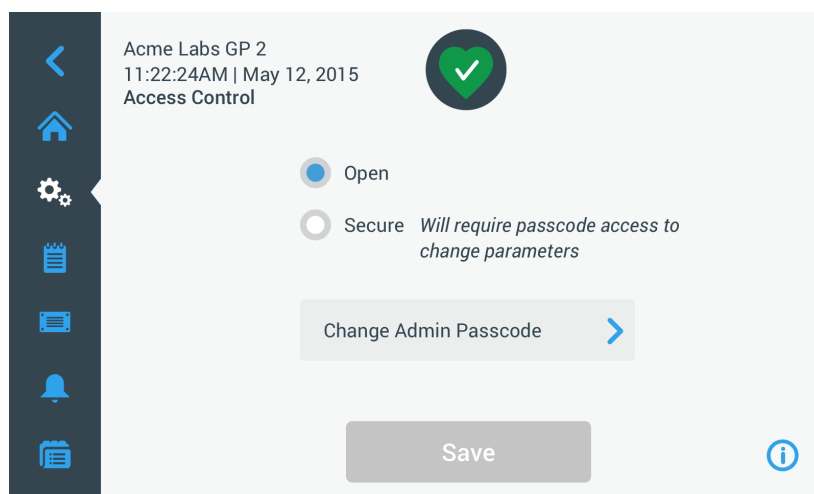 Acme Labs GP 2
11:22:24AM | May 12, 2015
Access Control
Open
Secure Will require passcode access to
change parameters
Change Admin Passcode
Save